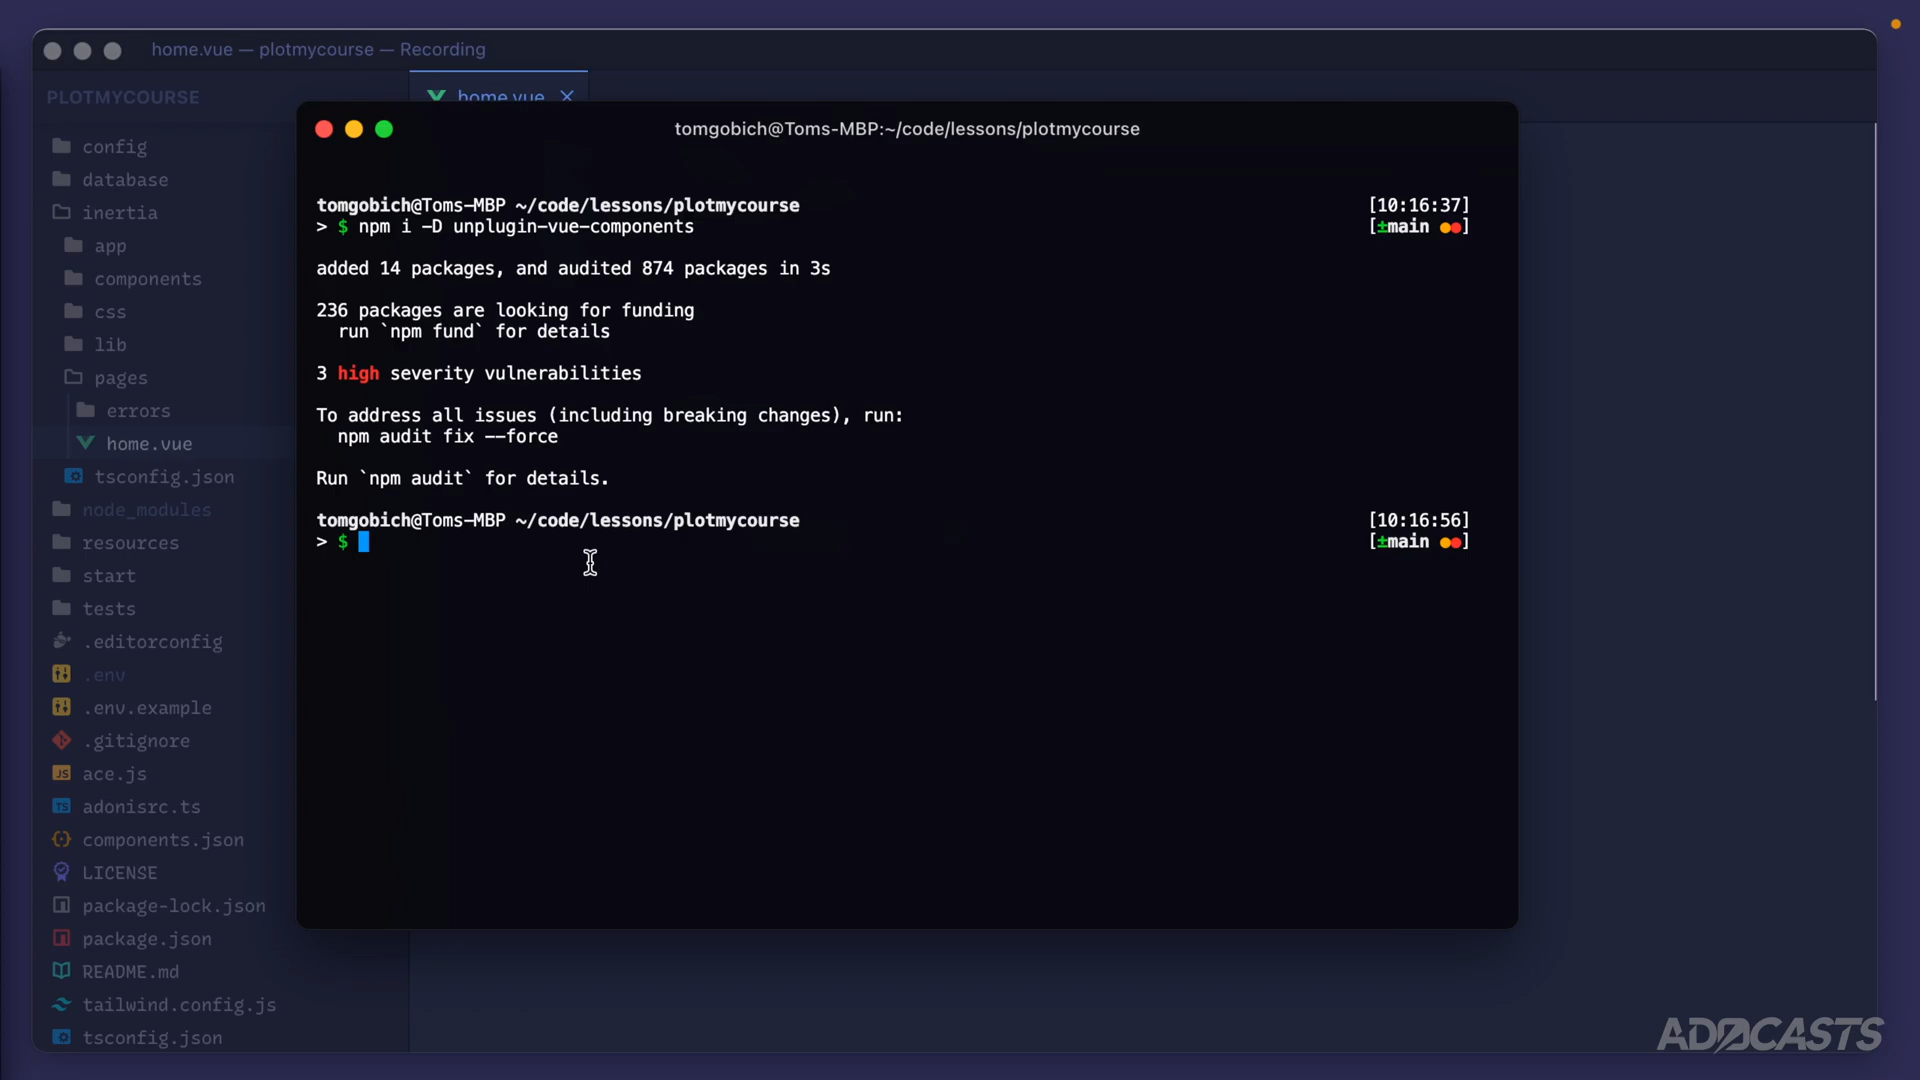 home.vue — plotmycourse — Recording
PLOTMYCOURSE
home.vue
config
database
inertia
app
components
css
lib
pages
errors
home.vue
tsconfig.json
node_modules
resources
start
tests
.editorconfig
.env
.env.example
.gitignore
ace.js
adonisrc.ts
components.json
LICENSE
package-lock.json
package.json
README.md
tailwind.config.js
tsconfig.json
tomgobich@Toms-MBP:~/code/lessons/plotmycourse
tomgobich@Toms-MBP ~/code/lessons/plotmycourse [10:16:37]
> $ npm i -D unplugin-vue-components [±main ●●]
added 14 packages, and audited 874 packages in 3s
236 packages are looking for funding
run `npm fund` for details
3 high severity vulnerabilities
To address all issues (including breaking changes), run:
npm audit fix --force
Run `npm audit` for details.
tomgobich@Toms-MBP ~/code/lessons/plotmycourse [10:16:56]
> $ [±main ●●]
ADOCASTS